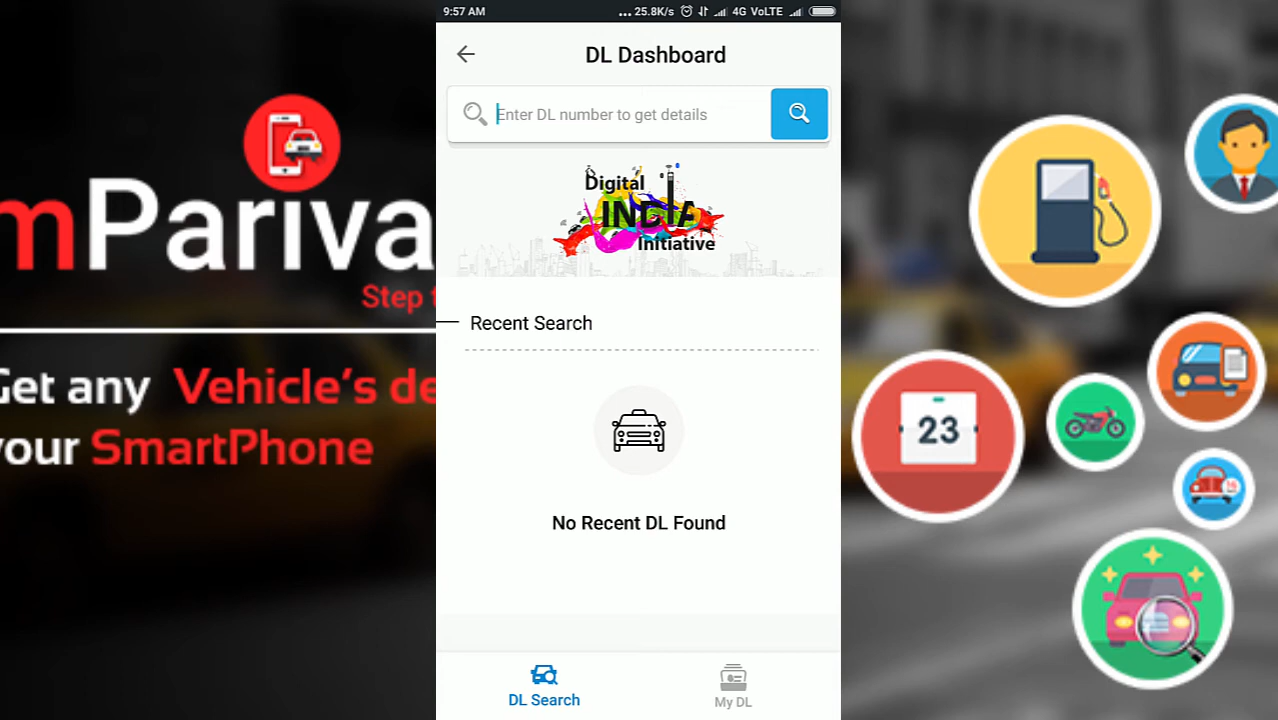 9:57 AM ... 25.8K/s 4G VoLTE
DL Dashboard
Enter DL number to get details
Digital
INDIA
Initiative
Recent Search
No Recent DL Found
DL Search
My DL
mPariva
Step
Get any Vehicle's de
your SmartPhone
23